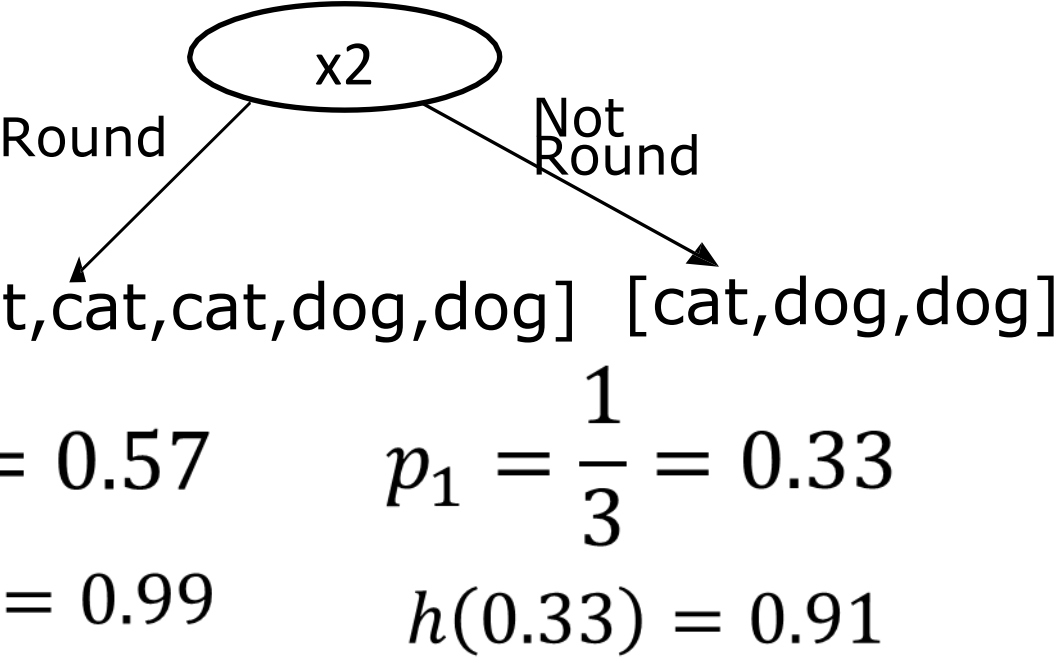 x2
Round
Not
Round
t,cat,cat,dog,dog]
[cat,dog,dog]
= 0.57
p₁ = 1/3 = 0.33
= 0.99
h(0.33) = 0.91